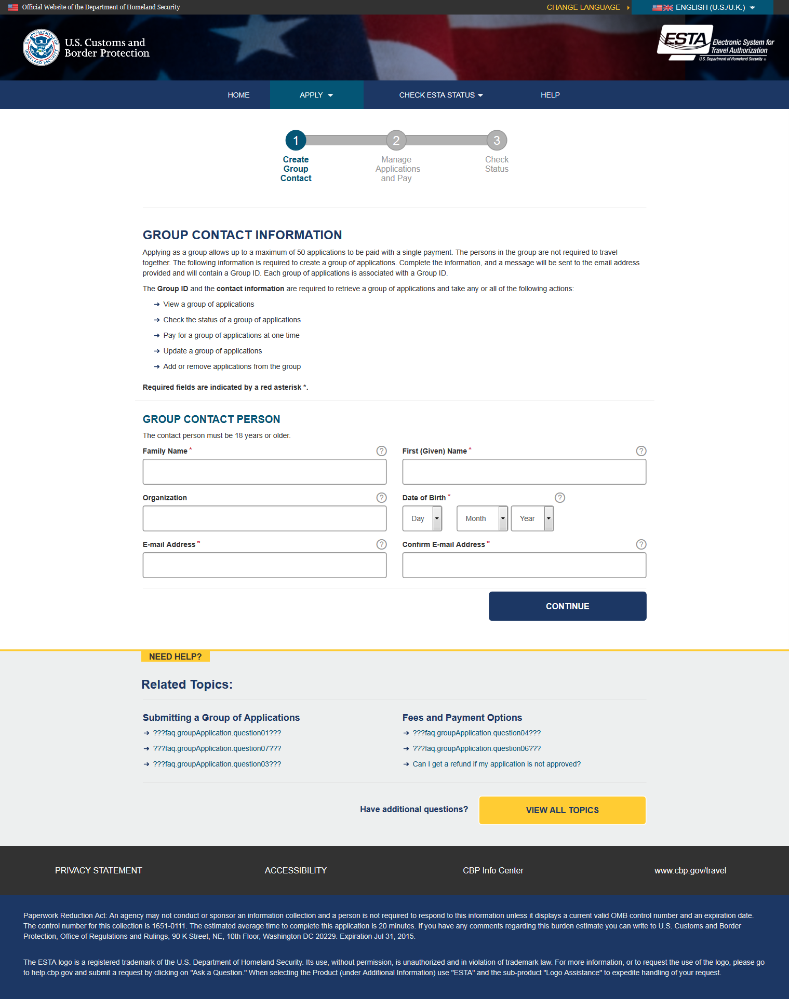 Official Website of the Department of Homeland Security
CHANGE LANGUAGE
ENGLISH (U.S./U.K.)
U.S. Customs and
Border Protection
ESTA
Electronic System for
Travel Authorization
U.S. Department of Homeland Security
HOME
APPLY
CHECK ESTA STATUS
HELP
1
2
3
Create
Group
Contact
Manage
Applications
and Pay
Check
Status
GROUP CONTACT INFORMATION
Applying as a group allows up to a maximum of 50 applications to be paid with a single payment. The persons in the group are not required to travel
together. The following information is required to create a group of applications. Complete the information, and a message will be sent to the email address
provided and will contain a Group ID. Each group of applications is associated with a Group ID.
The Group ID and the contact information are required to retrieve a group of applications and take any or all of the following actions:
➔ View a group of applications
➔ Check the status of a group of applications
➔ Pay for a group of applications at one time
➔ Update a group of applications
➔ Add or remove applications from the group
Required fields are indicated by a red asterisk *.
GROUP CONTACT PERSON
The contact person must be 18 years or older.
Family Name * ?
First (Given) Name * ?
Organization ?
Date of Birth * ?
Day
Month
Year
E-mail Address * ?
Confirm E-mail Address * ?
CONTINUE
NEED HELP?
Related Topics:
Submitting a Group of Applications
➔ ???faq.groupApplication.question01???
➔ ???faq.groupApplication.question07???
➔ ???faq.groupApplication.question03???
Fees and Payment Options
➔ ???faq.groupApplication.question04???
➔ ???faq.groupApplication.question06???
➔ Can I get a refund if my application is not approved?
Have additional questions?
VIEW ALL TOPICS
PRIVACY STATEMENT
ACCESSIBILITY
CBP Info Center
www.cbp.gov/travel
Paperwork Reduction Act: An agency may not conduct or sponsor an information collection and a person is not required to respond to this information unless it displays a current valid OMB control number and an expiration date.
The control number for this collection is 1651-0111. The estimated average time to complete this application is 20 minutes. If you have any comments regarding this burden estimate you can write to U.S. Customs and Border
Protection, Office of Regulations and Rulings, 90 K Street, NE, 10th Floor, Washington DC 20229. Expiration Jul 31, 2015.
The ESTA logo is a registered trademark of the U.S. Department of Homeland Security. Its use, without permission, is unauthorized and in violation of trademark law. For more information, or to request the use of the logo, please go
to help.cbp.gov and submit a request by clicking on "Ask a Question." When selecting the Product (under Additional Information) use "ESTA" and the sub-product "Logo Assistance" to expedite handling of your request.